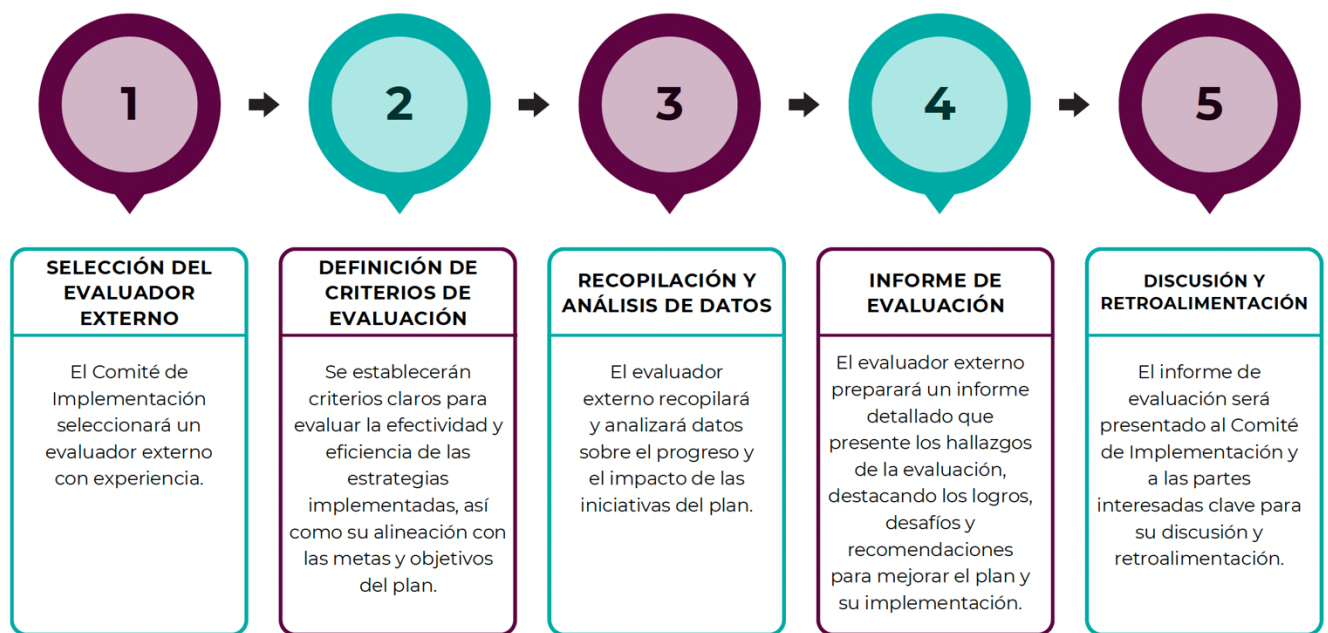 1
2
3
4
5
SELECCIÓN DEL
EVALUADOR
EXTERNO
El Comité de
Implementación
seleccionará un
evaluador externo
con experiencia.
DEFINICIÓN DE
CRITERIOS DE
EVALUACIÓN
Se establecerán
criterios claros para
evaluar la efectividad y
eficiencia de las
estrategias
implementadas, así
como su alineación con
las metas y objetivos
del plan.
RECOPILACIÓN Y
ANÁLISIS DE DATOS
El evaluador
externo recopilará
y analizará datos
sobre el progreso y
el impacto de las
iniciativas del plan.
INFORME DE
EVALUACIÓN
El evaluador externo
preparará un informe
detallado que
presente los hallazgos
de la evaluación,
destacando los logros,
desafíos y
recomendaciones
para mejorar el plan y
su implementación.
DISCUSIÓN Y
RETROALIMENTACIÓN
El informe de
evaluación será
presentado al Comité
de Implementación y
a las partes
interesadas clave para
su discusión y
retroalimentación.